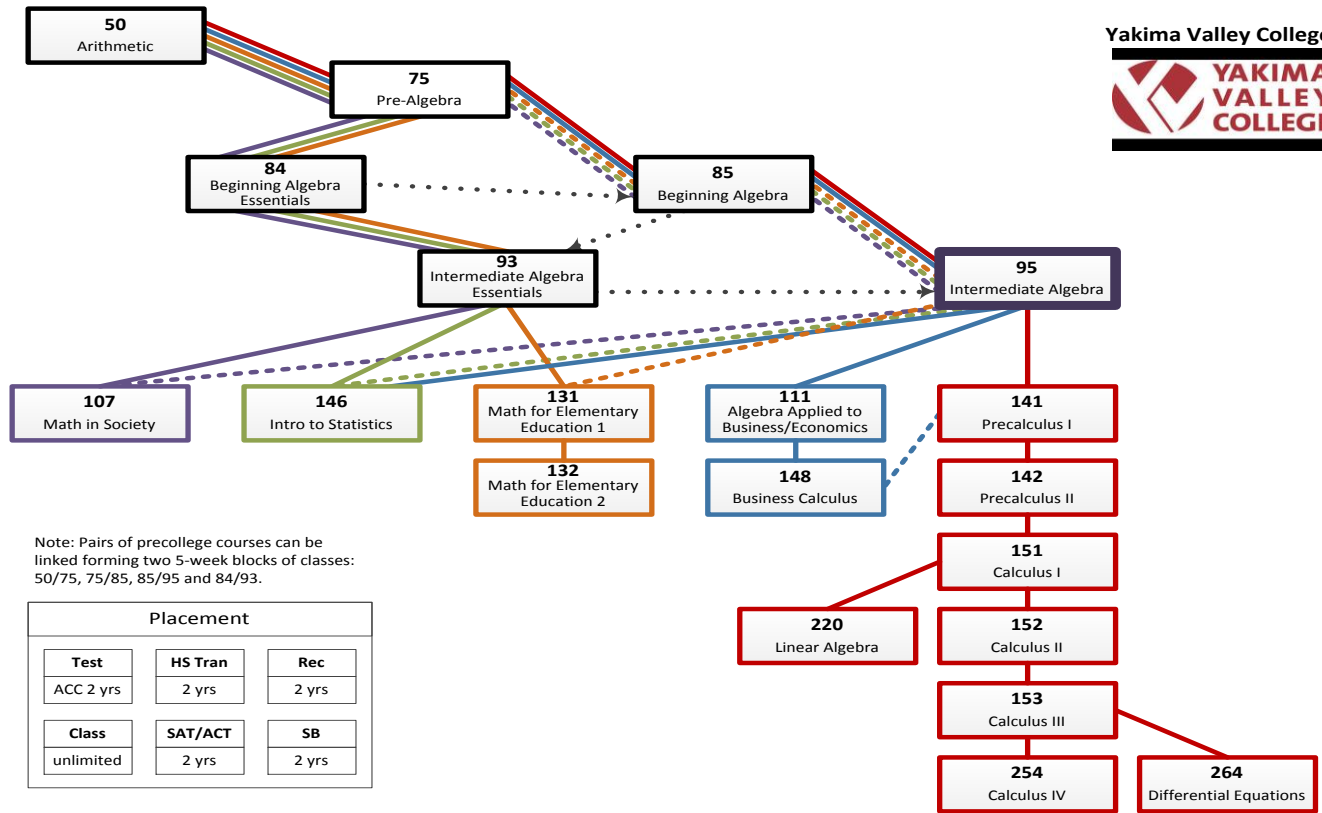 50
Arithmetic
Yakima Valley College
YAKIMA
VALLEY
COLLEGE
75
Pre-Algebra
84
Beginning Algebra
Essentials
85
Beginning Algebra
93
Intermediate Algebra
Essentials
95
Intermediate Algebra
107
Math in Society
146
Intro to Statistics
131
Math for Elementary
Education 1
111
Algebra Applied to
Business/Economics
141
Precalculus I
132
Math for Elementary
Education 2
148
Business Calculus
142
Precalculus II
Note: Pairs of precollege courses can be
linked forming two 5-week blocks of classes:
50/75, 75/85, 85/95 and 84/93.
151
Calculus I
220
Linear Algebra
152
Calculus II
153
Calculus III
254
Calculus IV
264
Differential Equations
Placement
Test
ACC 2 yrs
HS Tran
2 yrs
Rec
2 yrs
Class
unlimited
SAT/ACT
2 yrs
SB
2 yrs